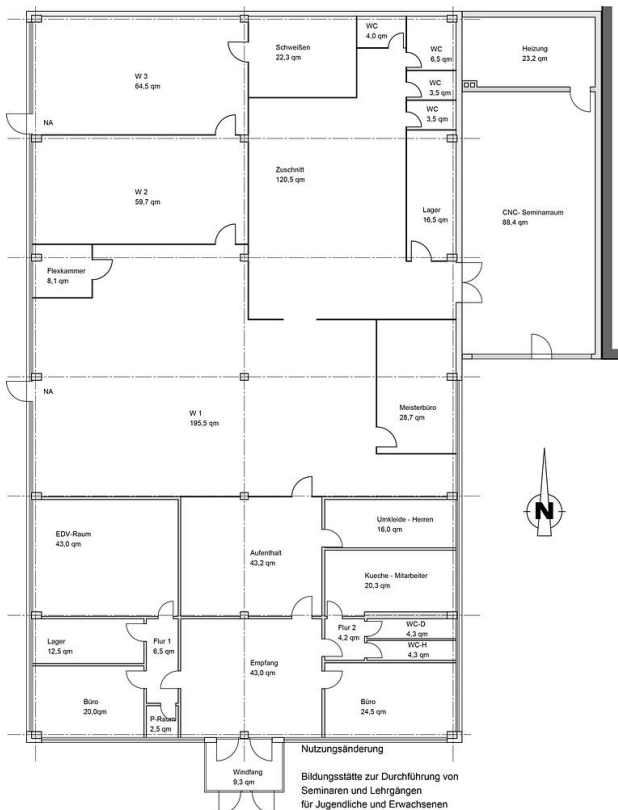 W 3
64,5 qm
NA
Schweißen
22,3 qm
WC
4,0 qm
WC
6,5 qm
WC
3,5 qm
WC
3,5 qm
Heizung
23,2 qm
W 2
59,7 qm
Zuschnitt
120,5 qm
Lager
16,5 qm
CNC- Seminarraum
88,4 qm
Flexkammer
8,1 qm
NA
W 1
195,5 qm
Meisterbüro
28,7 qm
N
EDV-Raum
43,0 qm
Aufenthalt
43,2 qm
Umkleide - Herren
16,0 qm
Kueche - Mitarbeiter
20,3 qm
Lager
12,5 qm
Flur 1
6,5 qm
Empfang
43,0 qm
Flur 2
4,2 qm
WC-D
4,3 qm
WC-H
4,3 qm
Büro
20,0qm
P-Raum
2,5 qm
Büro
24,5 qm
Windfang
9,3 qm
Nutzungsänderung
Bildungsstätte zur Durchführung von
Seminaren und Lehrgängen
für Jugendliche und Erwachsenen